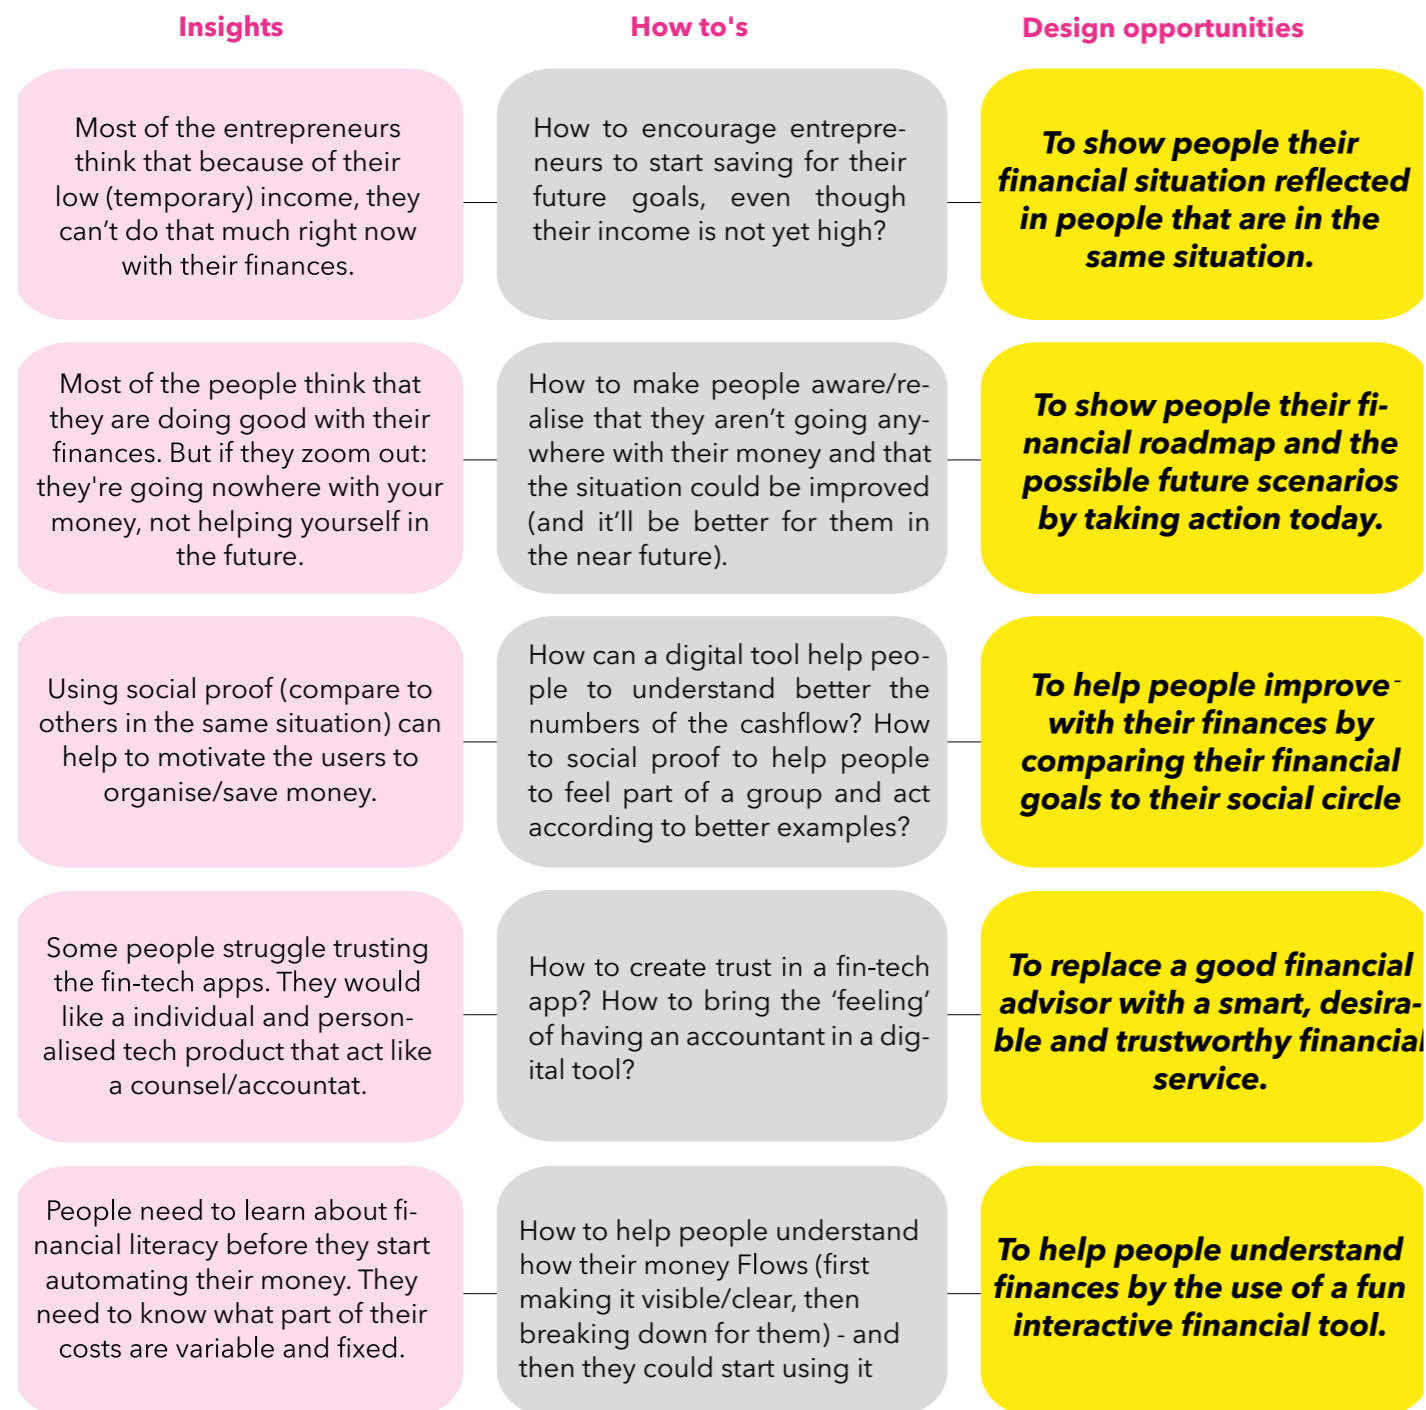 Insights
How to's
Design opportunities
Most of the entrepreneurs
think that because of their
low (temporary) income, they
can’t do that much right now
with their finances.
How to encourage entrepre-
neurs to start saving for their
future goals, even though
their income is not yet high?
To show people their
financial situation reflected
in people that are in the
same situation.
Most of the people think that
they are doing good with their
finances. But if they zoom out:
they're going nowhere with your
money, not helping yourself in
the future.
How to make people aware/re-
alise that they aren’t going any-
where with their money and that
the situation could be improved
(and it’ll be better for them in
the near future).
To show people their fi-
nancial roadmap and the
possible future scenarios
by taking action today.
Using social proof (compare to
others in the same situation) can
help to motivate the users to
organise/save money.
How can a digital tool help peo-
ple to understand better the
numbers of the cashflow? How
to social proof to help people
to feel part of a group and act
according to better examples?
To help people improve-
with their finances by
comparing their financial
goals to their social circle
Some people struggle trusting
the fin-tech apps. They would
like a individual and person-
alised tech product that act like
a counsel/accountat.
How to create trust in a fin-tech
app? How to bring the ‘feeling’
of having an accountant in a dig-
ital tool?
To replace a good financial
advisor with a smart, desira-
ble and trustworthy financial
service.
People need to learn about fi-
nancial literacy before they start
automating their money. They
need to know what part of their
costs are variable and fixed.
How to help people understand
how their money Flows (first
making it visible/clear, then
breaking down for them) - and
then they could start using it
To help people understand
finances by the use of a fun
interactive financial tool.